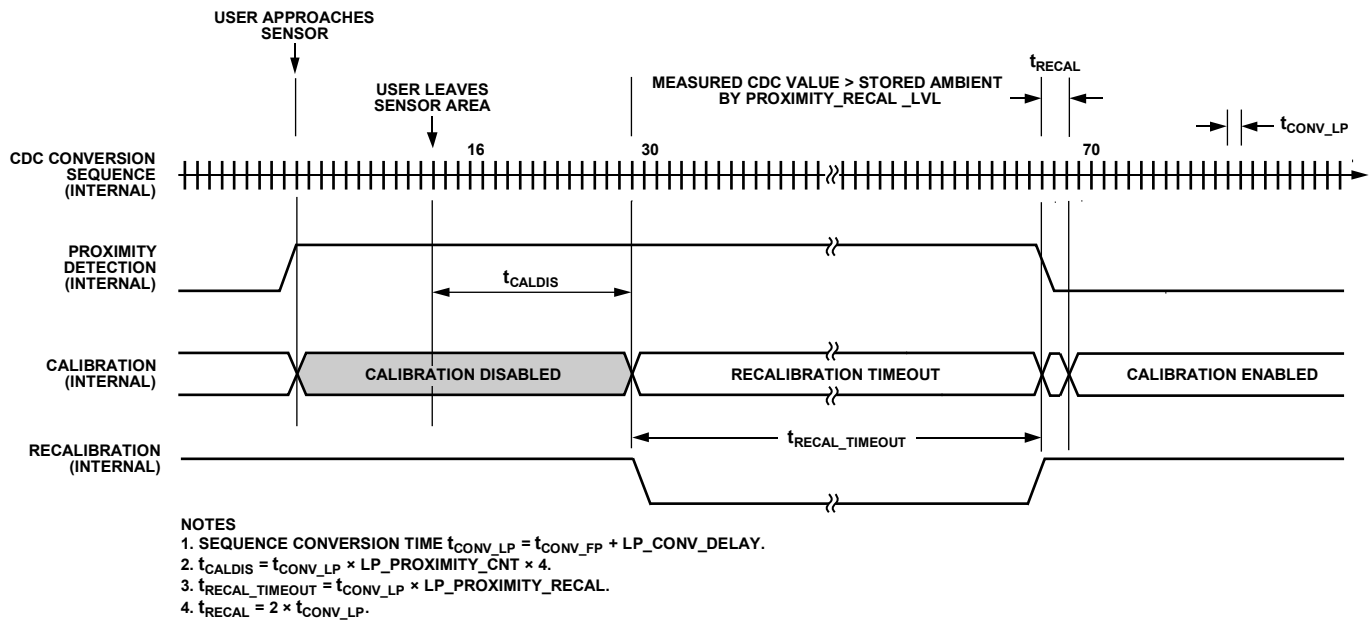 USER APPROACHES
SENSOR
USER LEAVES
SENSOR AREA
MEASURED CDC VALUE > STORED AMBIENT
BY PROXIMITY_RECAL _LVL
tRECAL
tCONV_LP
16
30
70
CDC CONVERSION
SEQUENCE
(INTERNAL)
PROXIMITY
DETECTION
(INTERNAL)
tCALDIS
CALIBRATION
(INTERNAL)
CALIBRATION DISABLED
RECALIBRATION TIMEOUT
CALIBRATION ENABLED
tRECAL_TIMEOUT
RECALIBRATION
(INTERNAL)
NOTES
1. SEQUENCE CONVERSION TIME tCONV_LP = tCONV_FP + LP_CONV_DELAY.
2. tCALDIS = tCONV_LP × LP_PROXIMITY_CNT × 4.
3. tRECAL_TIMEOUT = tCONV_LP × LP_PROXIMITY_RECAL.
4. tRECAL = 2 × tCONV_LP.